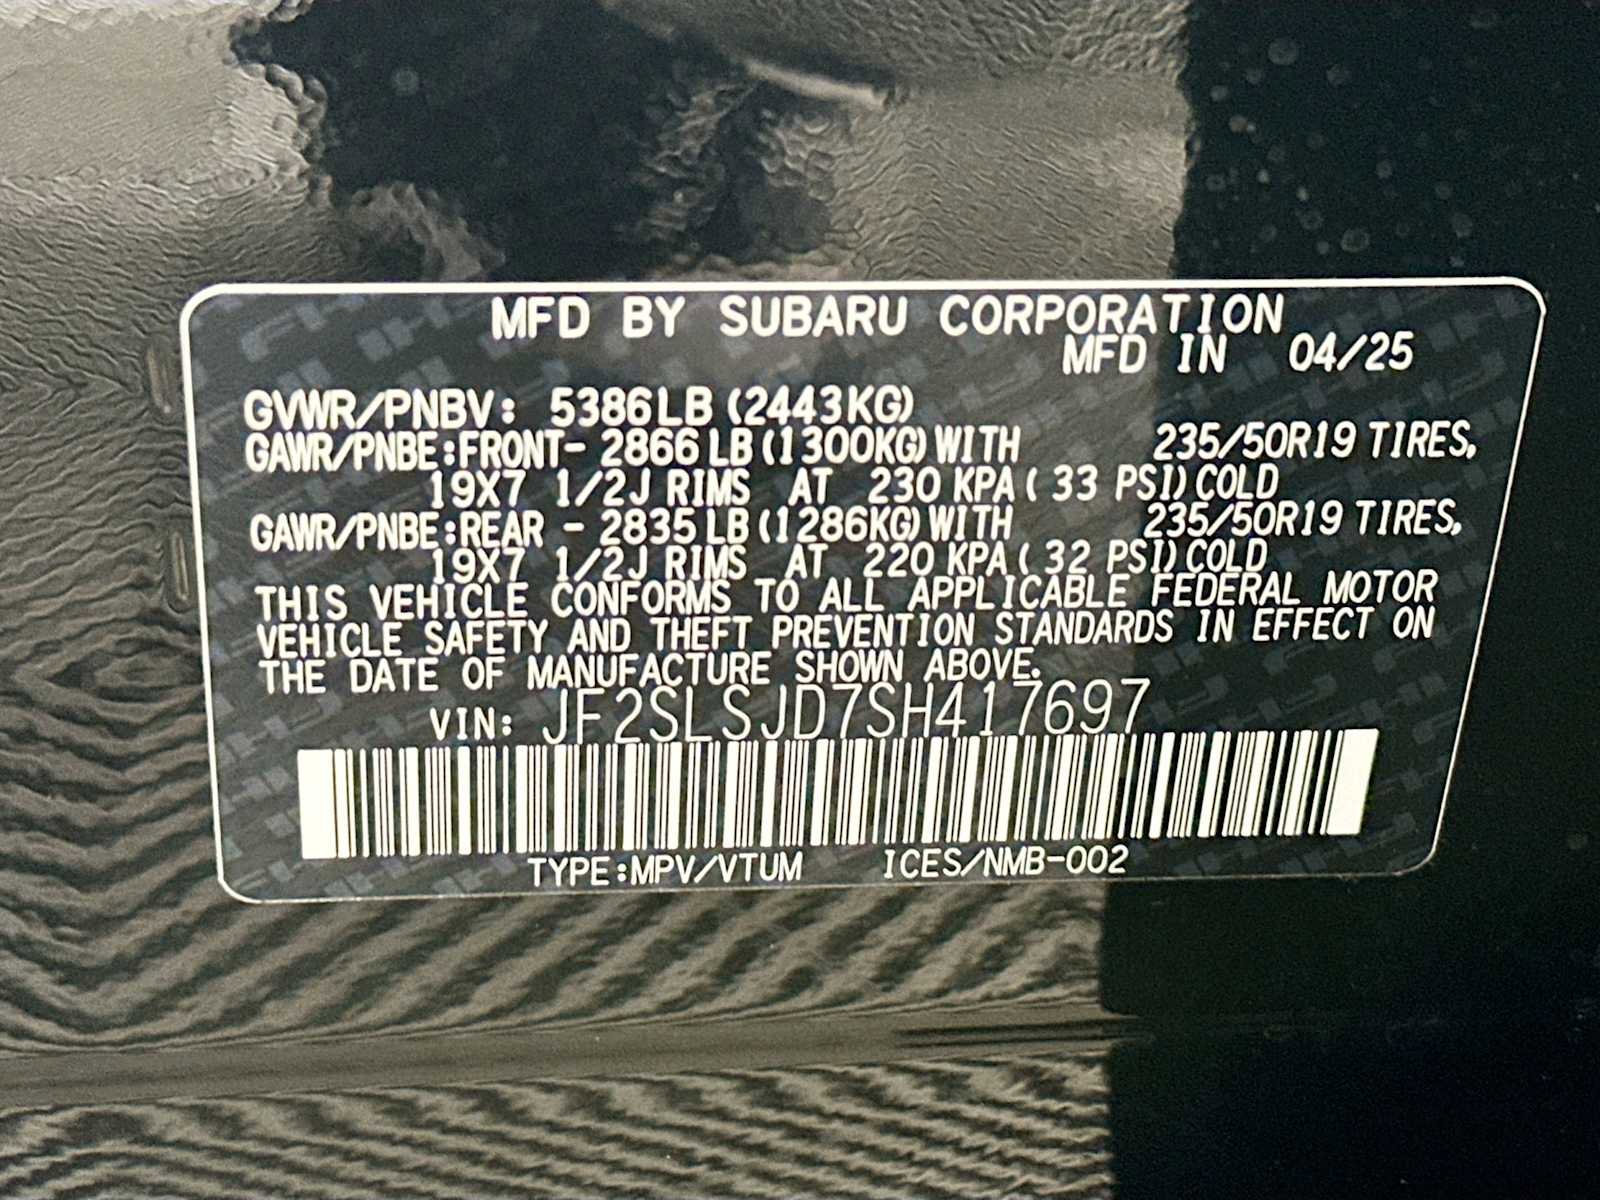 MFD BY SUBARU CORPORATION
MFD IN 04/25
GVWR/PNBV: 5386LB (2443KG)
GAWR/PNBE:FRONT- 2866 LB (1300KG) WITH 235/50R19 TIRES,
19X7 1/2J RIMS AT 230 KPA ( 33 PSI) COLD
GAWR/PNBE:REAR - 2835 LB (1286KG) WITH 235/50R19 TIRES,
19X7 1/2J RIMS AT 220 KPA ( 32 PSI) COLD
THIS VEHICLE CONFORMS TO ALL APPLICABLE FEDERAL MOTOR
VEHICLE SAFETY AND THEFT PREVENTION STANDARDS IN EFFECT ON
THE DATE OF MANUFACTURE SHOWN ABOVE.
VIN: JF2SLSJD7SH417697
TYPE:MPV/VTUM ICES/NMB-002